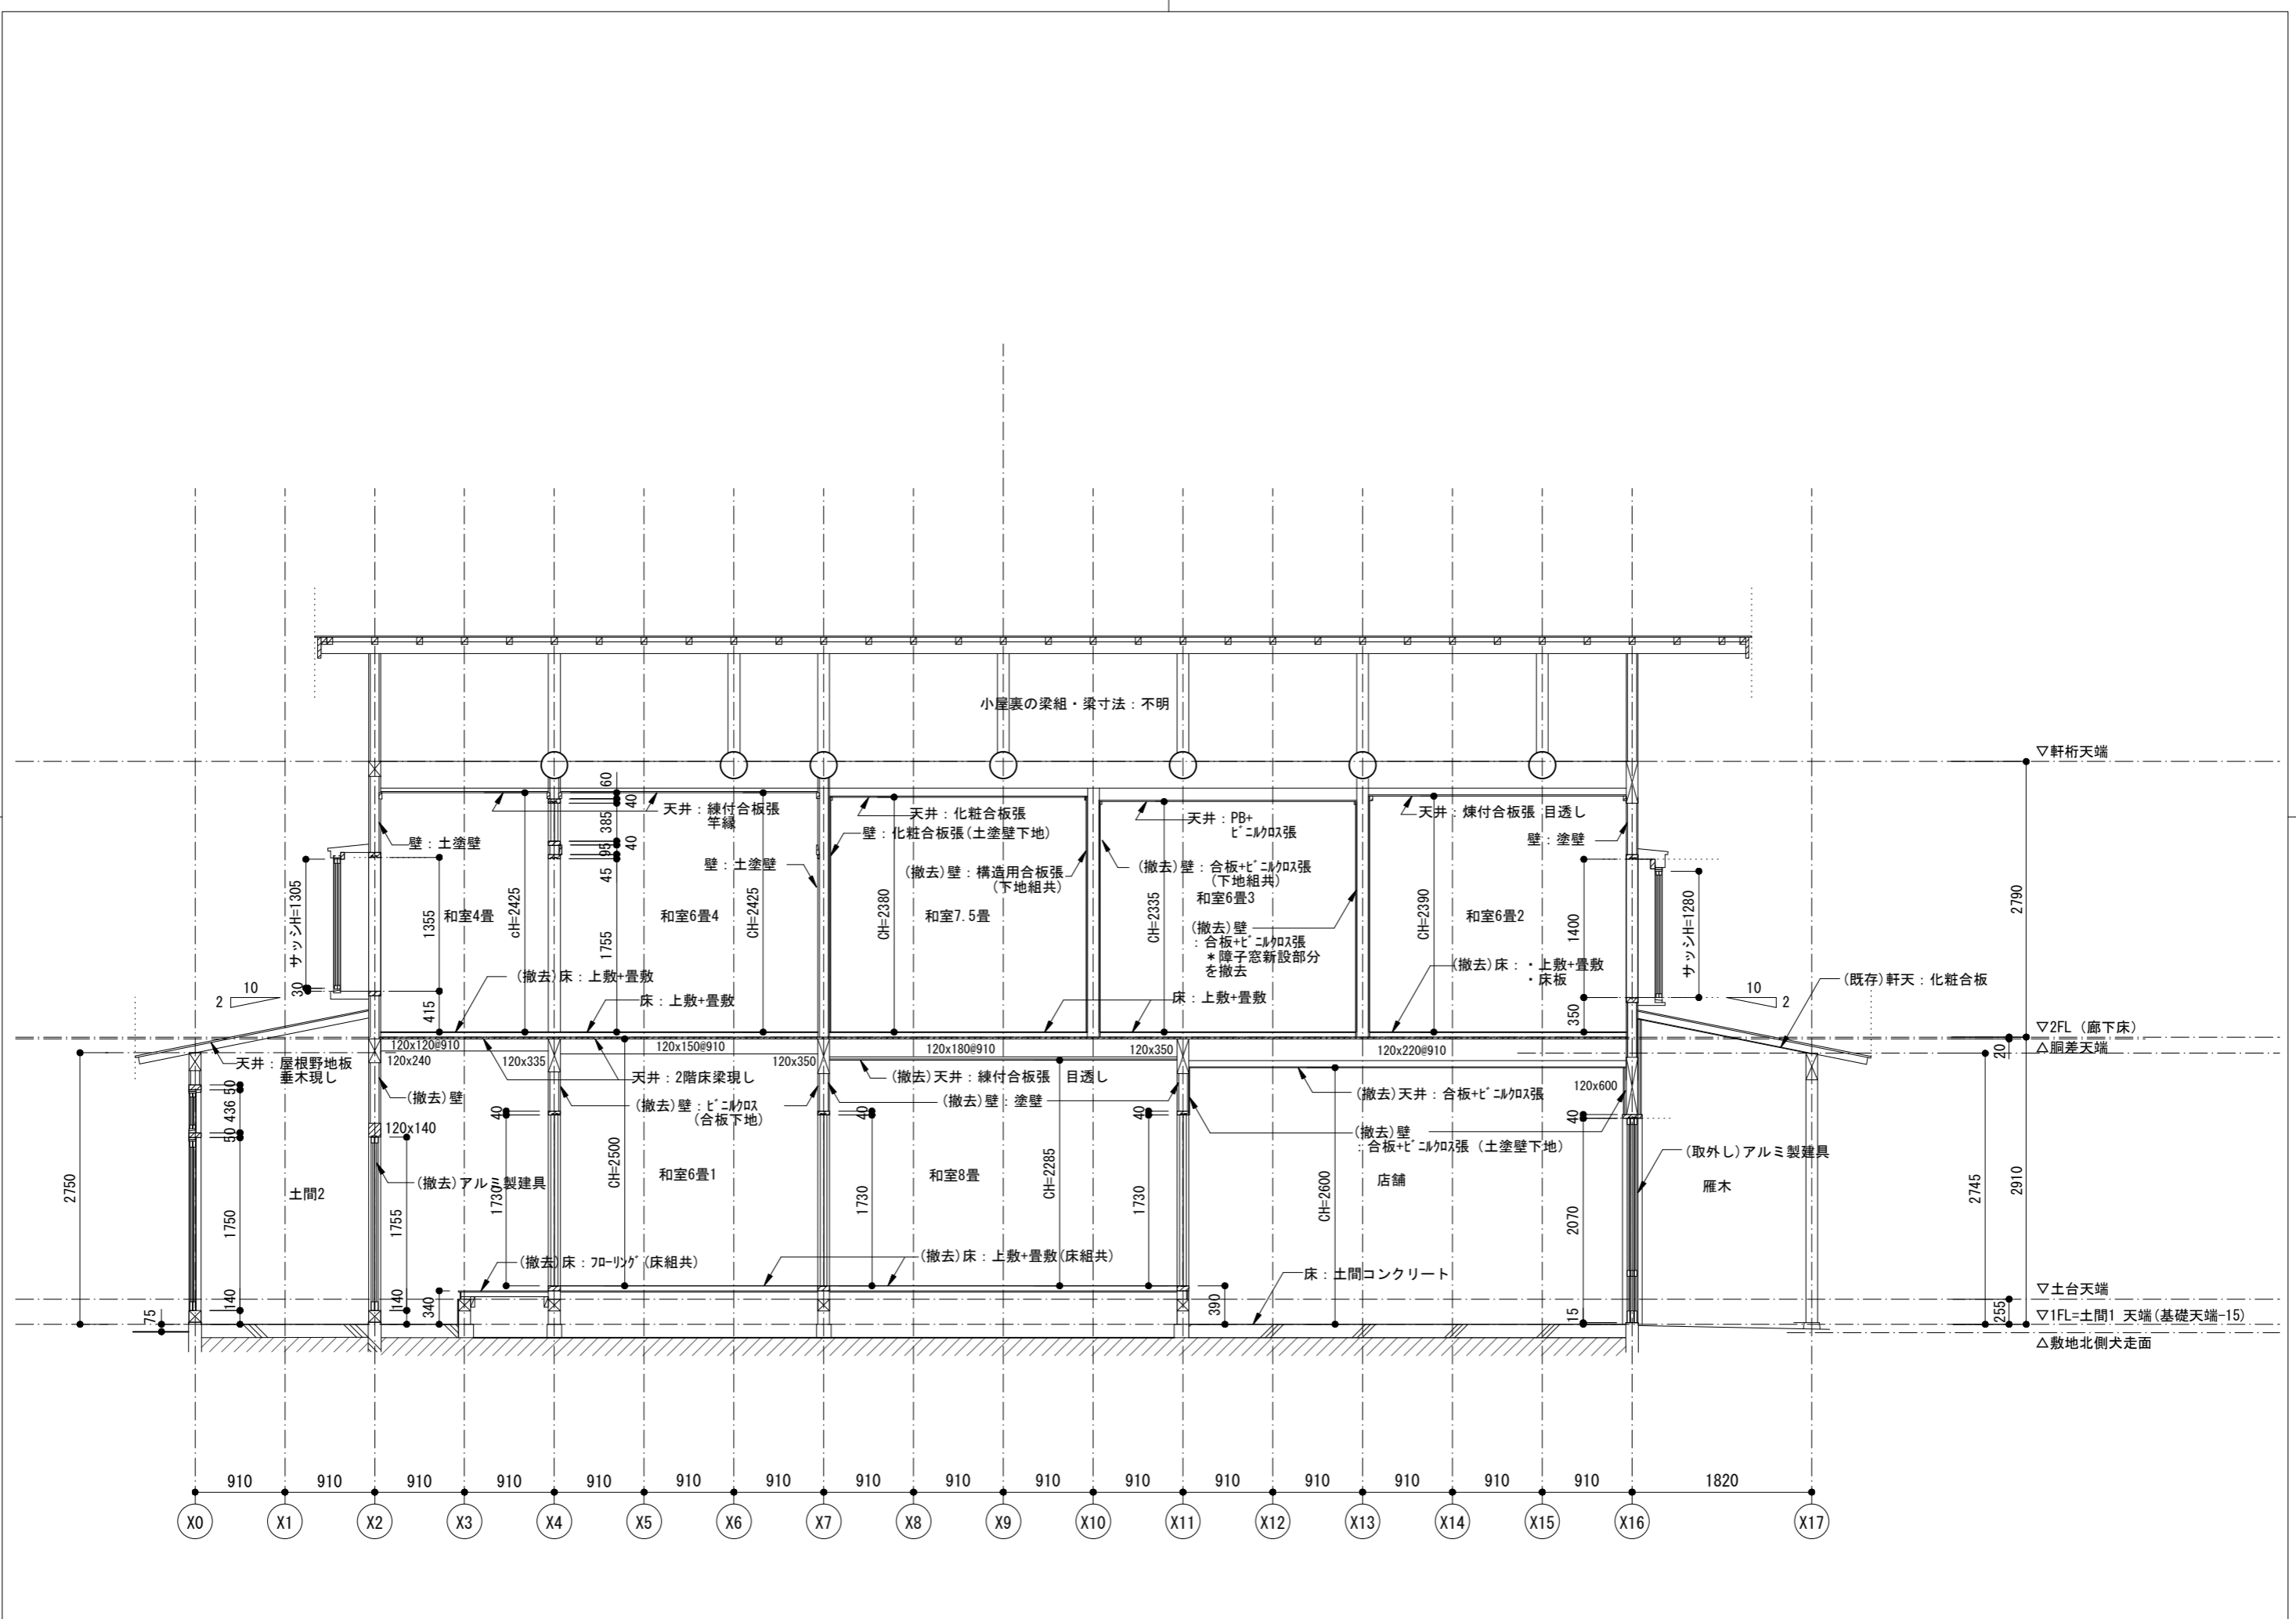 小屋裏の梁組・梁寸法：不明
▽軒桁天端
60
40
385
40
95
45
1755
天井：練付合板張
竿縁
天井：化粧合板張
壁：化粧合板張(土塗壁下地)
天井：PB+
ﾋﾞﾆﾙｸﾛｽ張
天井：煉付合板張 目透し
壁：塗壁
壁：土塗壁
壁：土塗壁
(撤去)壁：構造用合板張
(下地組共)
(撤去)壁：合板+ﾋﾞﾆﾙｸﾛｽ張
(下地組共)
和室6畳3
サッシH=1305
30
1355
415
和室4畳
cH=2425
和室6畳4
CH=2425
CH=2380
和室7.5畳
CH=2335
(撤去)壁
：合板+ﾋﾞﾆﾙｸﾛｽ張
＊障子窓新設部分
を撤去
CH=2390
和室6畳2
1400
350
サッシH=1280
2790
(撤去)床：上敷+畳敷
床：上敷+畳敷
床：上敷+畳敷
(撤去)床：・上敷+畳敷
・床板
(既存)軒天：化粧合板
10
2
10
2
▽2FL (廊下床)
20
△胴差天端
120x120@910
120x240
120x335
120x150@910
120x350
120x180@910
120x350
120x220@910
120x600
天井：屋根野地板
垂木現し
天井：2階床梁現し
(撤去)天井：練付合板張 目透し
(撤去)天井：合板+ﾋﾞﾆﾙｸﾛｽ張
(撤去)壁
(撤去)壁：ﾋﾞﾆﾙｸﾛｽ
(合板下地)
(撤去)壁：塗壁
(撤去)壁
：合板+ﾋﾞﾆﾙｸﾛｽ張 (土塗壁下地)
120x140
2750
50
436
50
1750
140
75
土間2
(撤去)アルミ製建具
1755
140
340
40
1730
CH=2500
和室6畳1
40
1730
和室8畳
CH=2285
40
1730
390
CH=2600
店舗
40
2070
15
(取外し)アルミ製建具
雁木
2745
2910
255
(撤去)床：ﾌﾛｰﾘﾝｸﾞ(床組共)
(撤去)床：上敷+畳敷(床組共)
床：土間コンクリート
▽土台天端
▽1FL=土間1 天端(基礎天端-15)
△敷地北側犬走面
910 910 910 910 910 910 910 910 910 910 910 910 910 910 910 910 1820
X0 X1 X2 X3 X4 X5 X6 X7 X8 X9 X10 X11 X12 X13 X14 X15 X16 X17